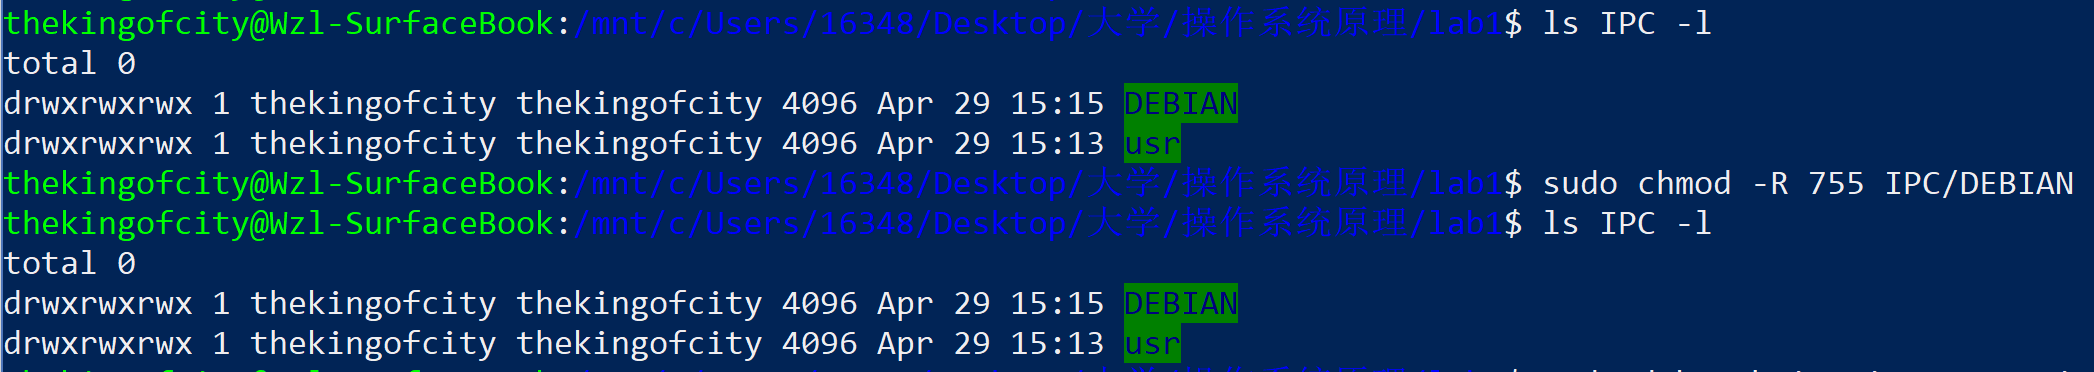 thekingofcity@Wzl-SurfaceBook:/mnt/c/Users/16348/Desktop/大学/操作系统原理/lab1$ ls IPC -l
total 0
drwxrwxrwx 1 thekingofcity thekingofcity 4096 Apr 29 15:15 DEBIAN
drwxrwxrwx 1 thekingofcity thekingofcity 4096 Apr 29 15:13 usr
thekingofcity@Wzl-SurfaceBook:/mnt/c/Users/16348/Desktop/大学/操作系统原理/lab1$ sudo chmod -R 755 IPC/DEBIAN
thekingofcity@Wzl-SurfaceBook:/mnt/c/Users/16348/Desktop/大学/操作系统原理/lab1$ ls IPC -l
total 0
drwxrwxrwx 1 thekingofcity thekingofcity 4096 Apr 29 15:15 DEBIAN
drwxrwxrwx 1 thekingofcity thekingofcity 4096 Apr 29 15:13 usr